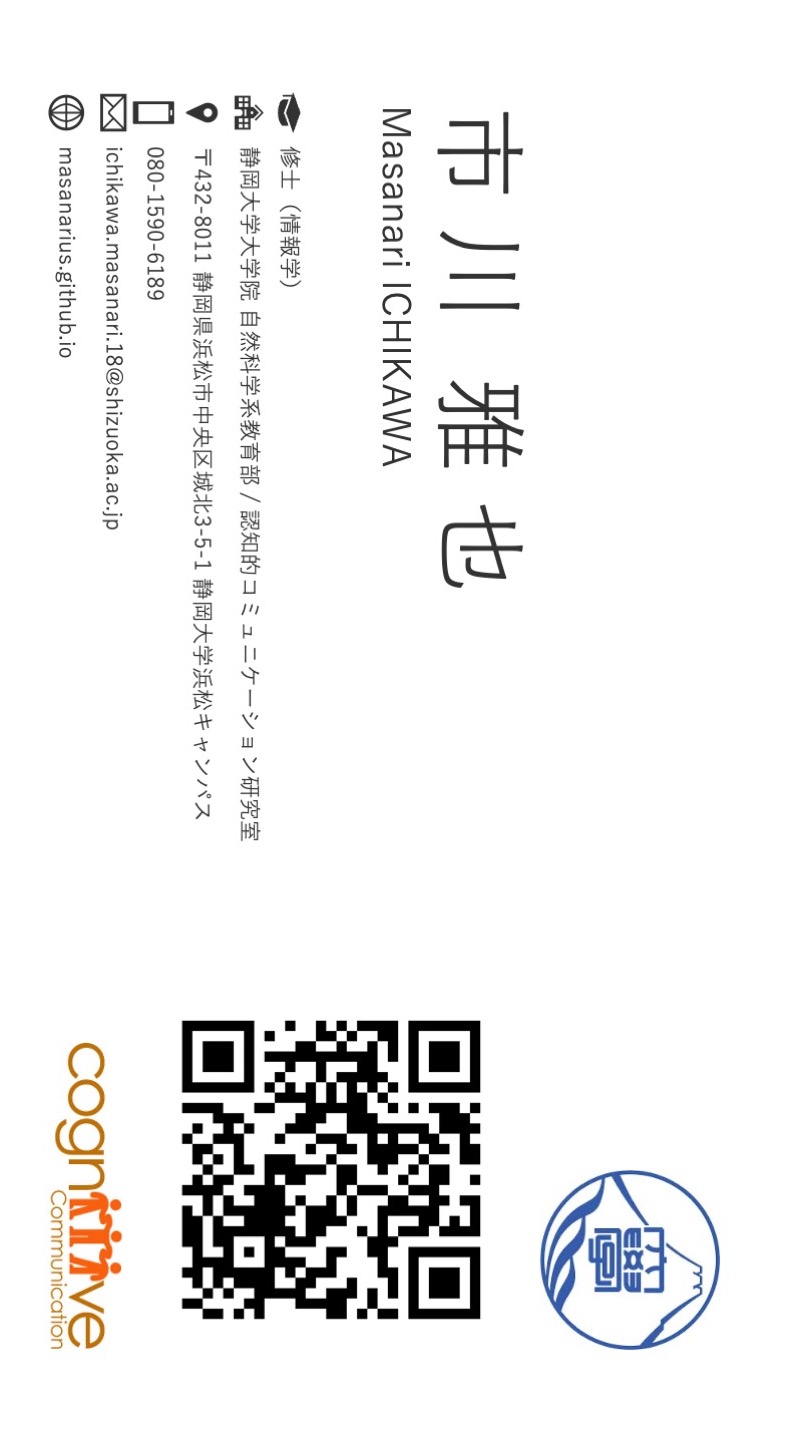 市川 雅也
Masanari ICHIKAWA
修士（情報学）
静岡大学大学院 自然科学系教育部 / 認知的コミュニケーション研究室
〒432-8011 静岡県浜松市中央区城北3-5-1 静岡大学浜松キャンパス
080-1590-6189
ichikawa.masanari.18@shizuoka.ac.jp
masanarius.github.io
大學
cognitive
Communication